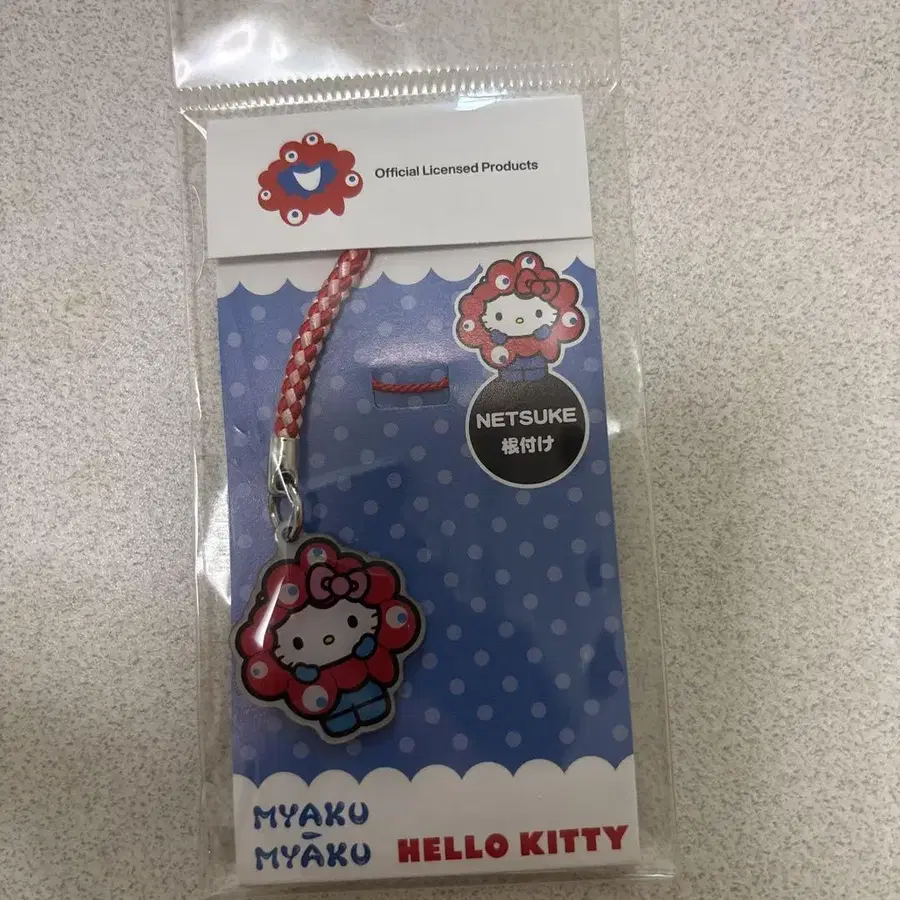 Official Licensed Products
NETSUKE
根付け
MYAKU
-
MYAKU
HELLO KITTY